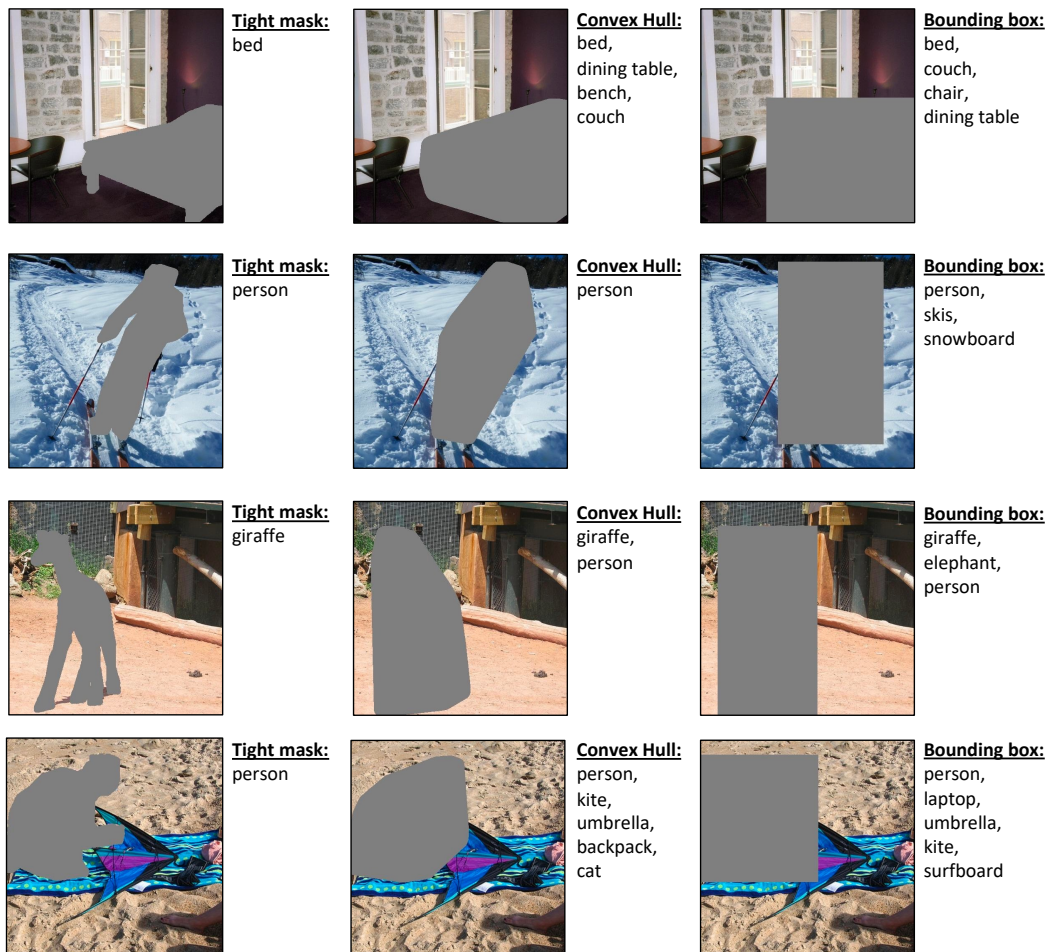 Tight mask:
bed
Convex Hull:
bed,
dining table,
bench,
couch
Bounding box:
bed,
couch,
chair,
dining table
Tight mask:
person
Convex Hull:
person
Bounding box:
person,
skis,
snowboard
Tight mask:
giraffe
Convex Hull:
giraffe,
person
Bounding box:
giraffe,
elephant,
person
Tight mask:
person
Convex Hull:
person,
kite,
umbrella,
backpack,
cat
Bounding box:
person,
laptop,
umbrella,
kite,
surfboard